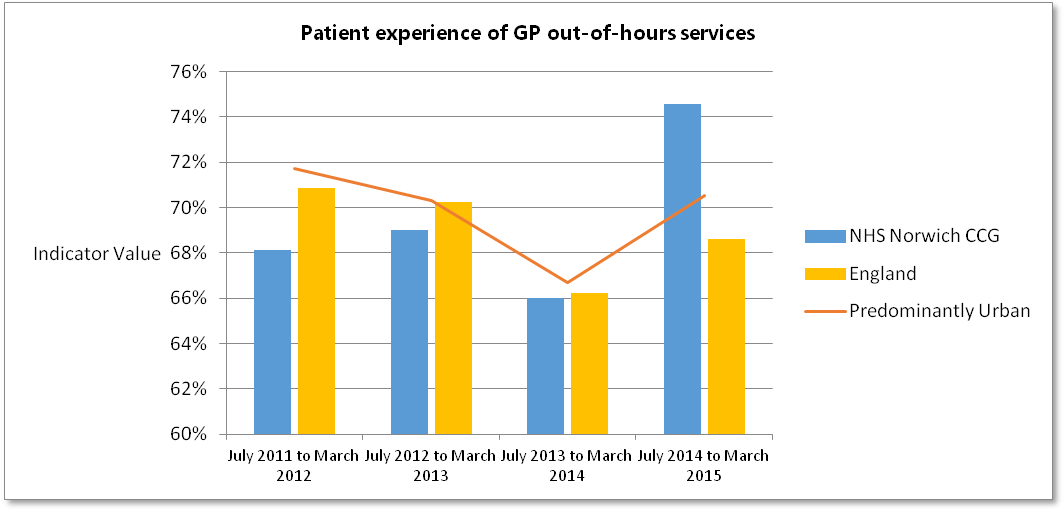 Patient experience of GP out-of-hours services
76%
74%
72%
70%
68%
66%
64%
62%
60%
Indicator Value
July 2011 to March
2012
July 2012 to March
2013
July 2013 to March
2014
July 2014 to March
2015
NHS Norwich CCG
England
Predominantly Urban